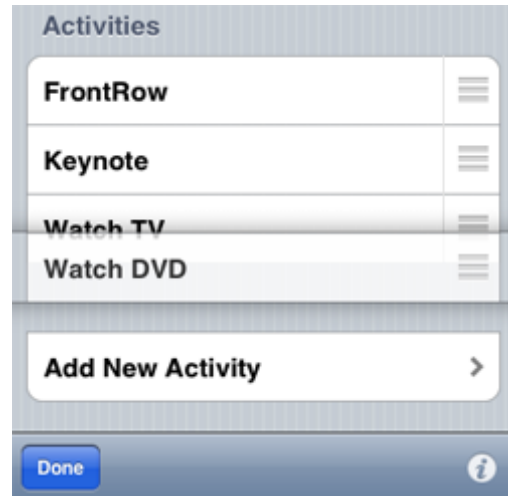 Activities
FrontRow
Keynote
Watch TV
Watch DVD
Add New Activity
Done